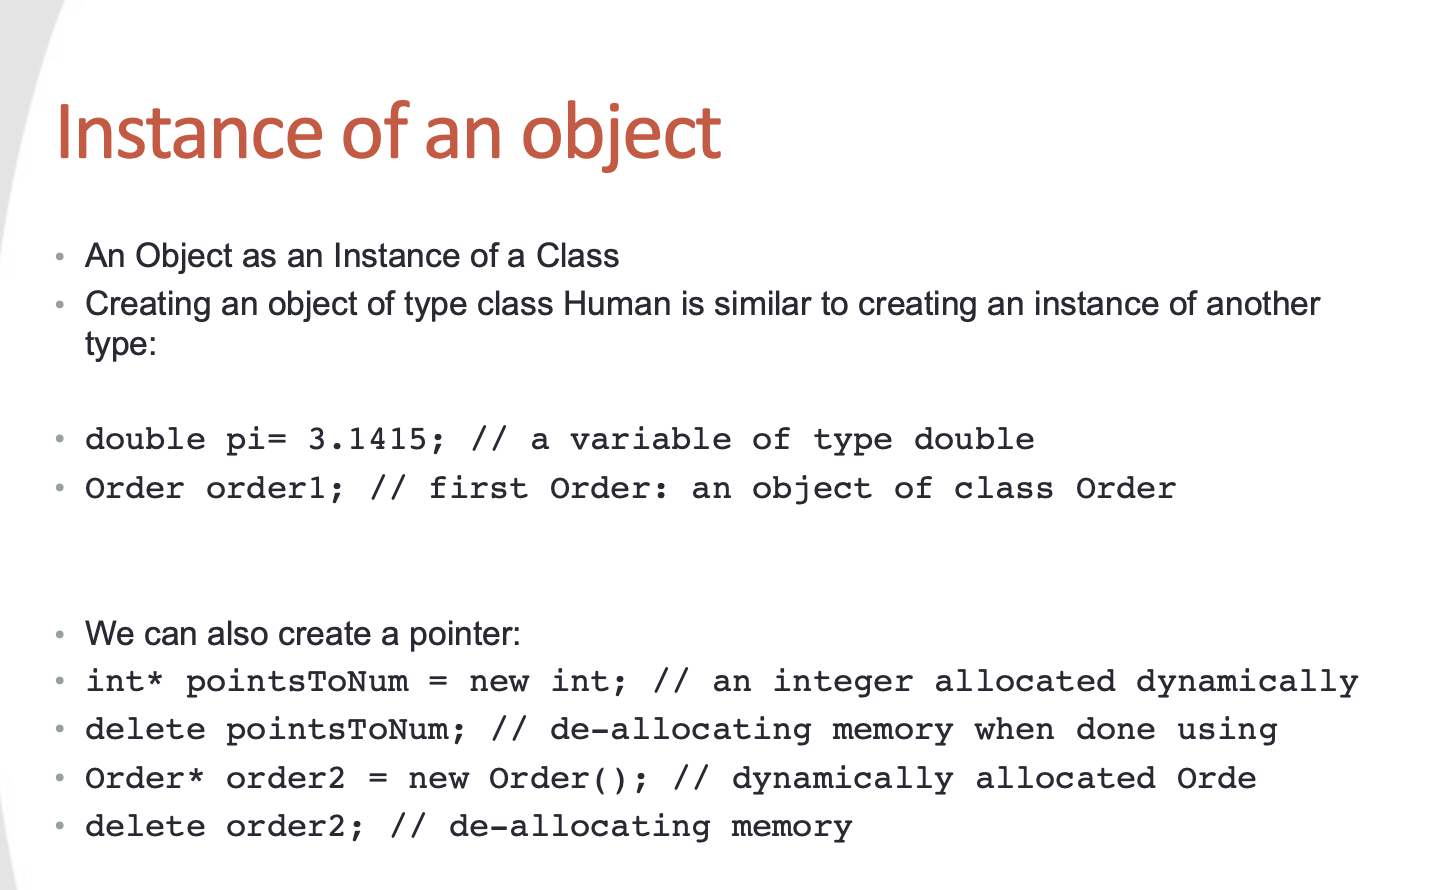 Instance of an object
• An Object as an Instance of a Class
• Creating an object of type class Human is similar to creating an instance of another
type:
• double pi= 3.1415; // a variable of type double
• Order order1; // first Order: an object of class Order
• We can also create a pointer:
• int* pointsToNum = new int; // an integer allocated dynamically
• delete pointsToNum; // de-allocating memory when done using
• Order* order2 = new Order(); // dynamically allocated Orde
• delete order2; // de-allocating memory